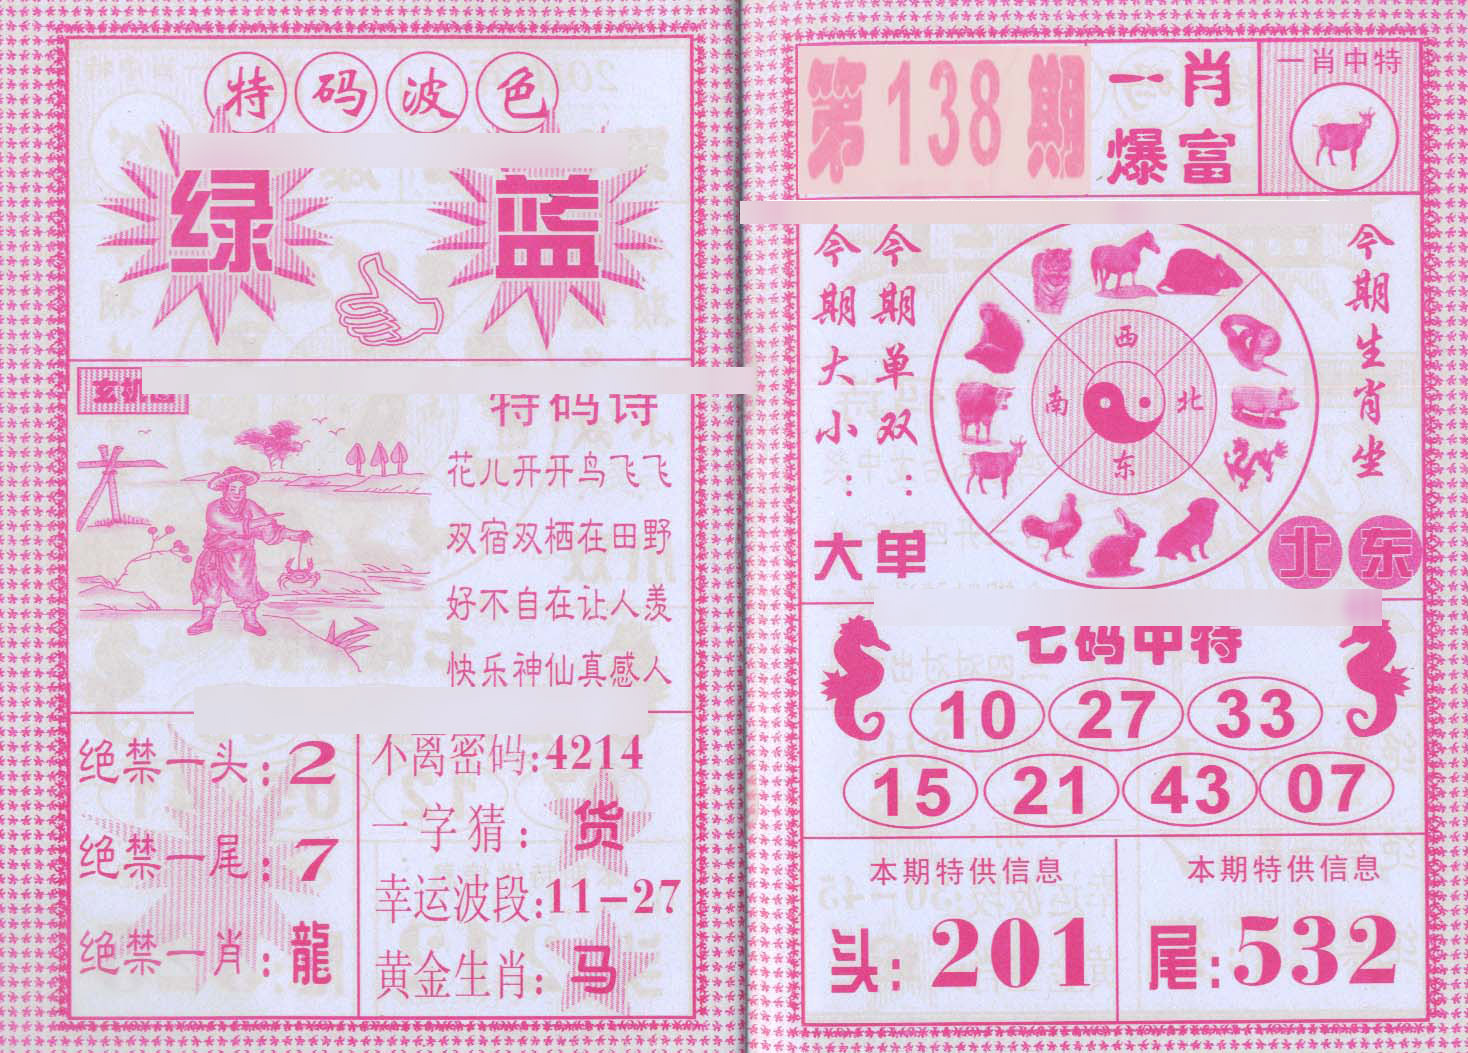 特码波色
绿 蓝
玄机图
特码诗
花儿开开鸟飞飞
双宿双栖在田野
好不自在让人羡
快乐神仙真感人
绝禁一头:2
绝禁一尾:7
绝禁一肖:龍
不离密码:4214
一字猜:货
幸运波段:11-27
黄金生肖:马
第138期
一肖
爆富
一肖中特
今期大小:大
今期单双:单
西
南 北
东
今期生肖坐
北 东
七码中特
10 27 33
15 21 43 07
本期特供信息
头:201
本期特供信息
尾:532